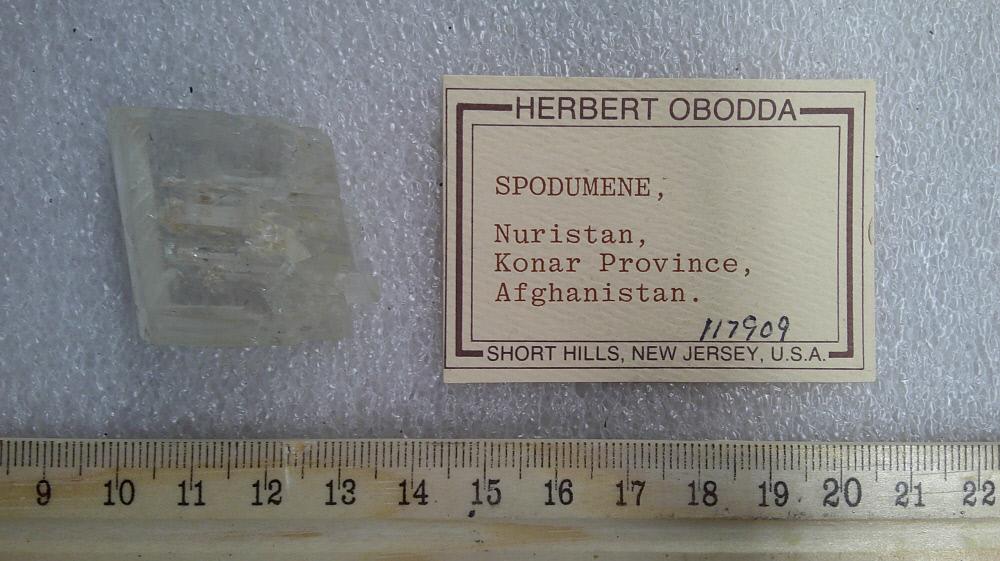 HERBERT OBODDA
SPODUMENE,
Nuristan,
Konar Province,
Afghanistan.
117909
SHORT HILLS, NEW JERSEY, U.S.A.
9 10 11 12 13 14 15 16 17 18 19 20 21 22